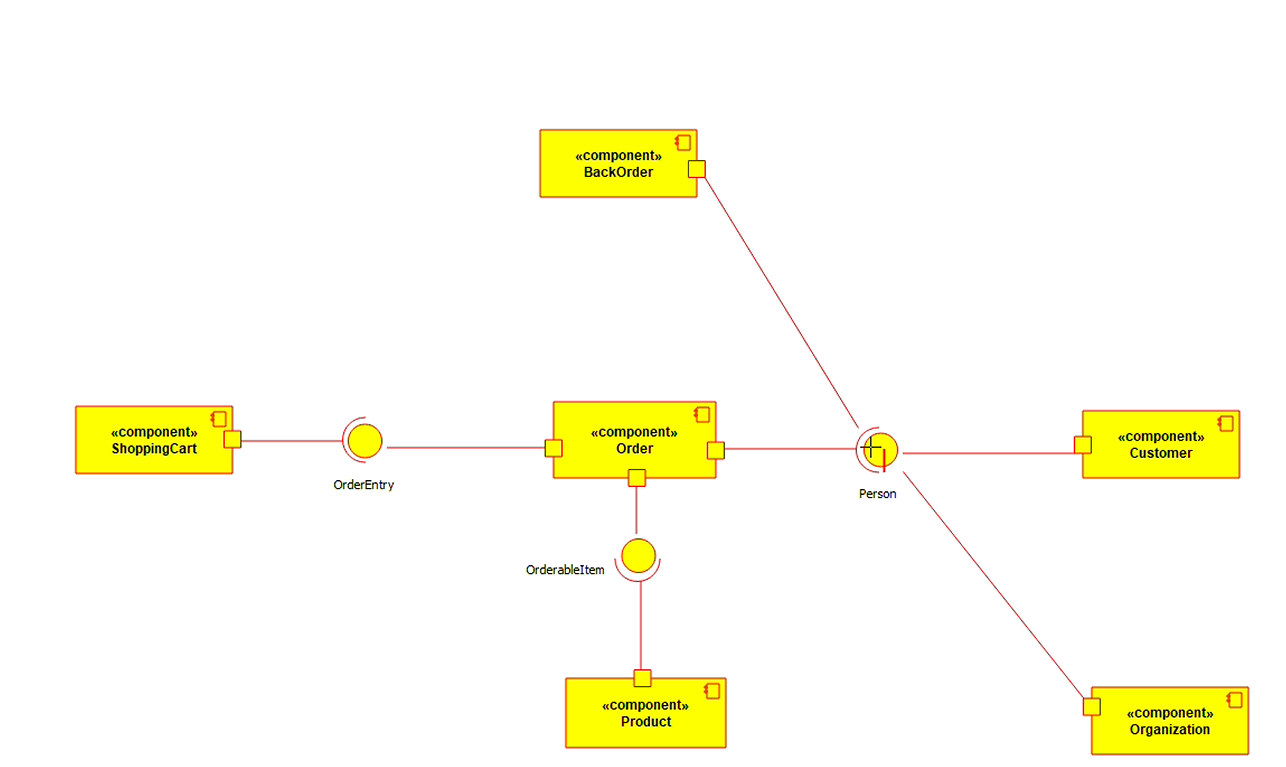 «component»
BackOrder
«component»
ShoppingCart
OrderEntry
«component»
Order
Person
«component»
Customer
OrderableItem
«component»
Product
«component»
Organization